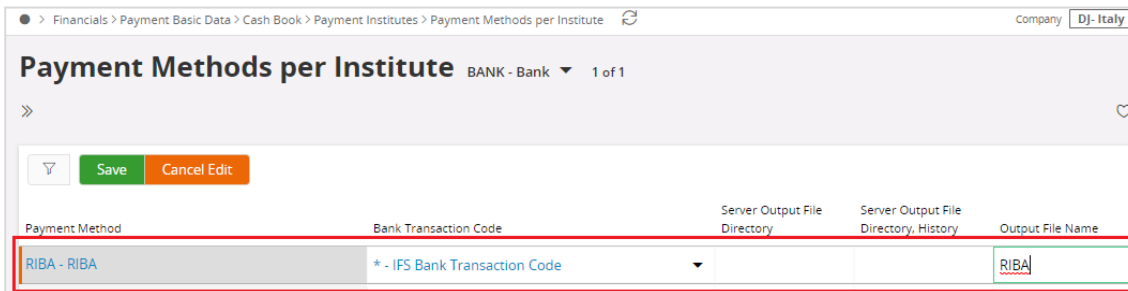 > Financials > Payment Basic Data > Cash Book > Payment Institutes > Payment Methods per Institute Company DJ- Italy
Payment Methods per Institute BANK - Bank 1 of 1
Save Cancel Edit
Payment Method Bank Transaction Code Server Output File Directory Server Output File Directory, History Output File Name
RIBA - RIBA * - IFS Bank Transaction Code RIBA